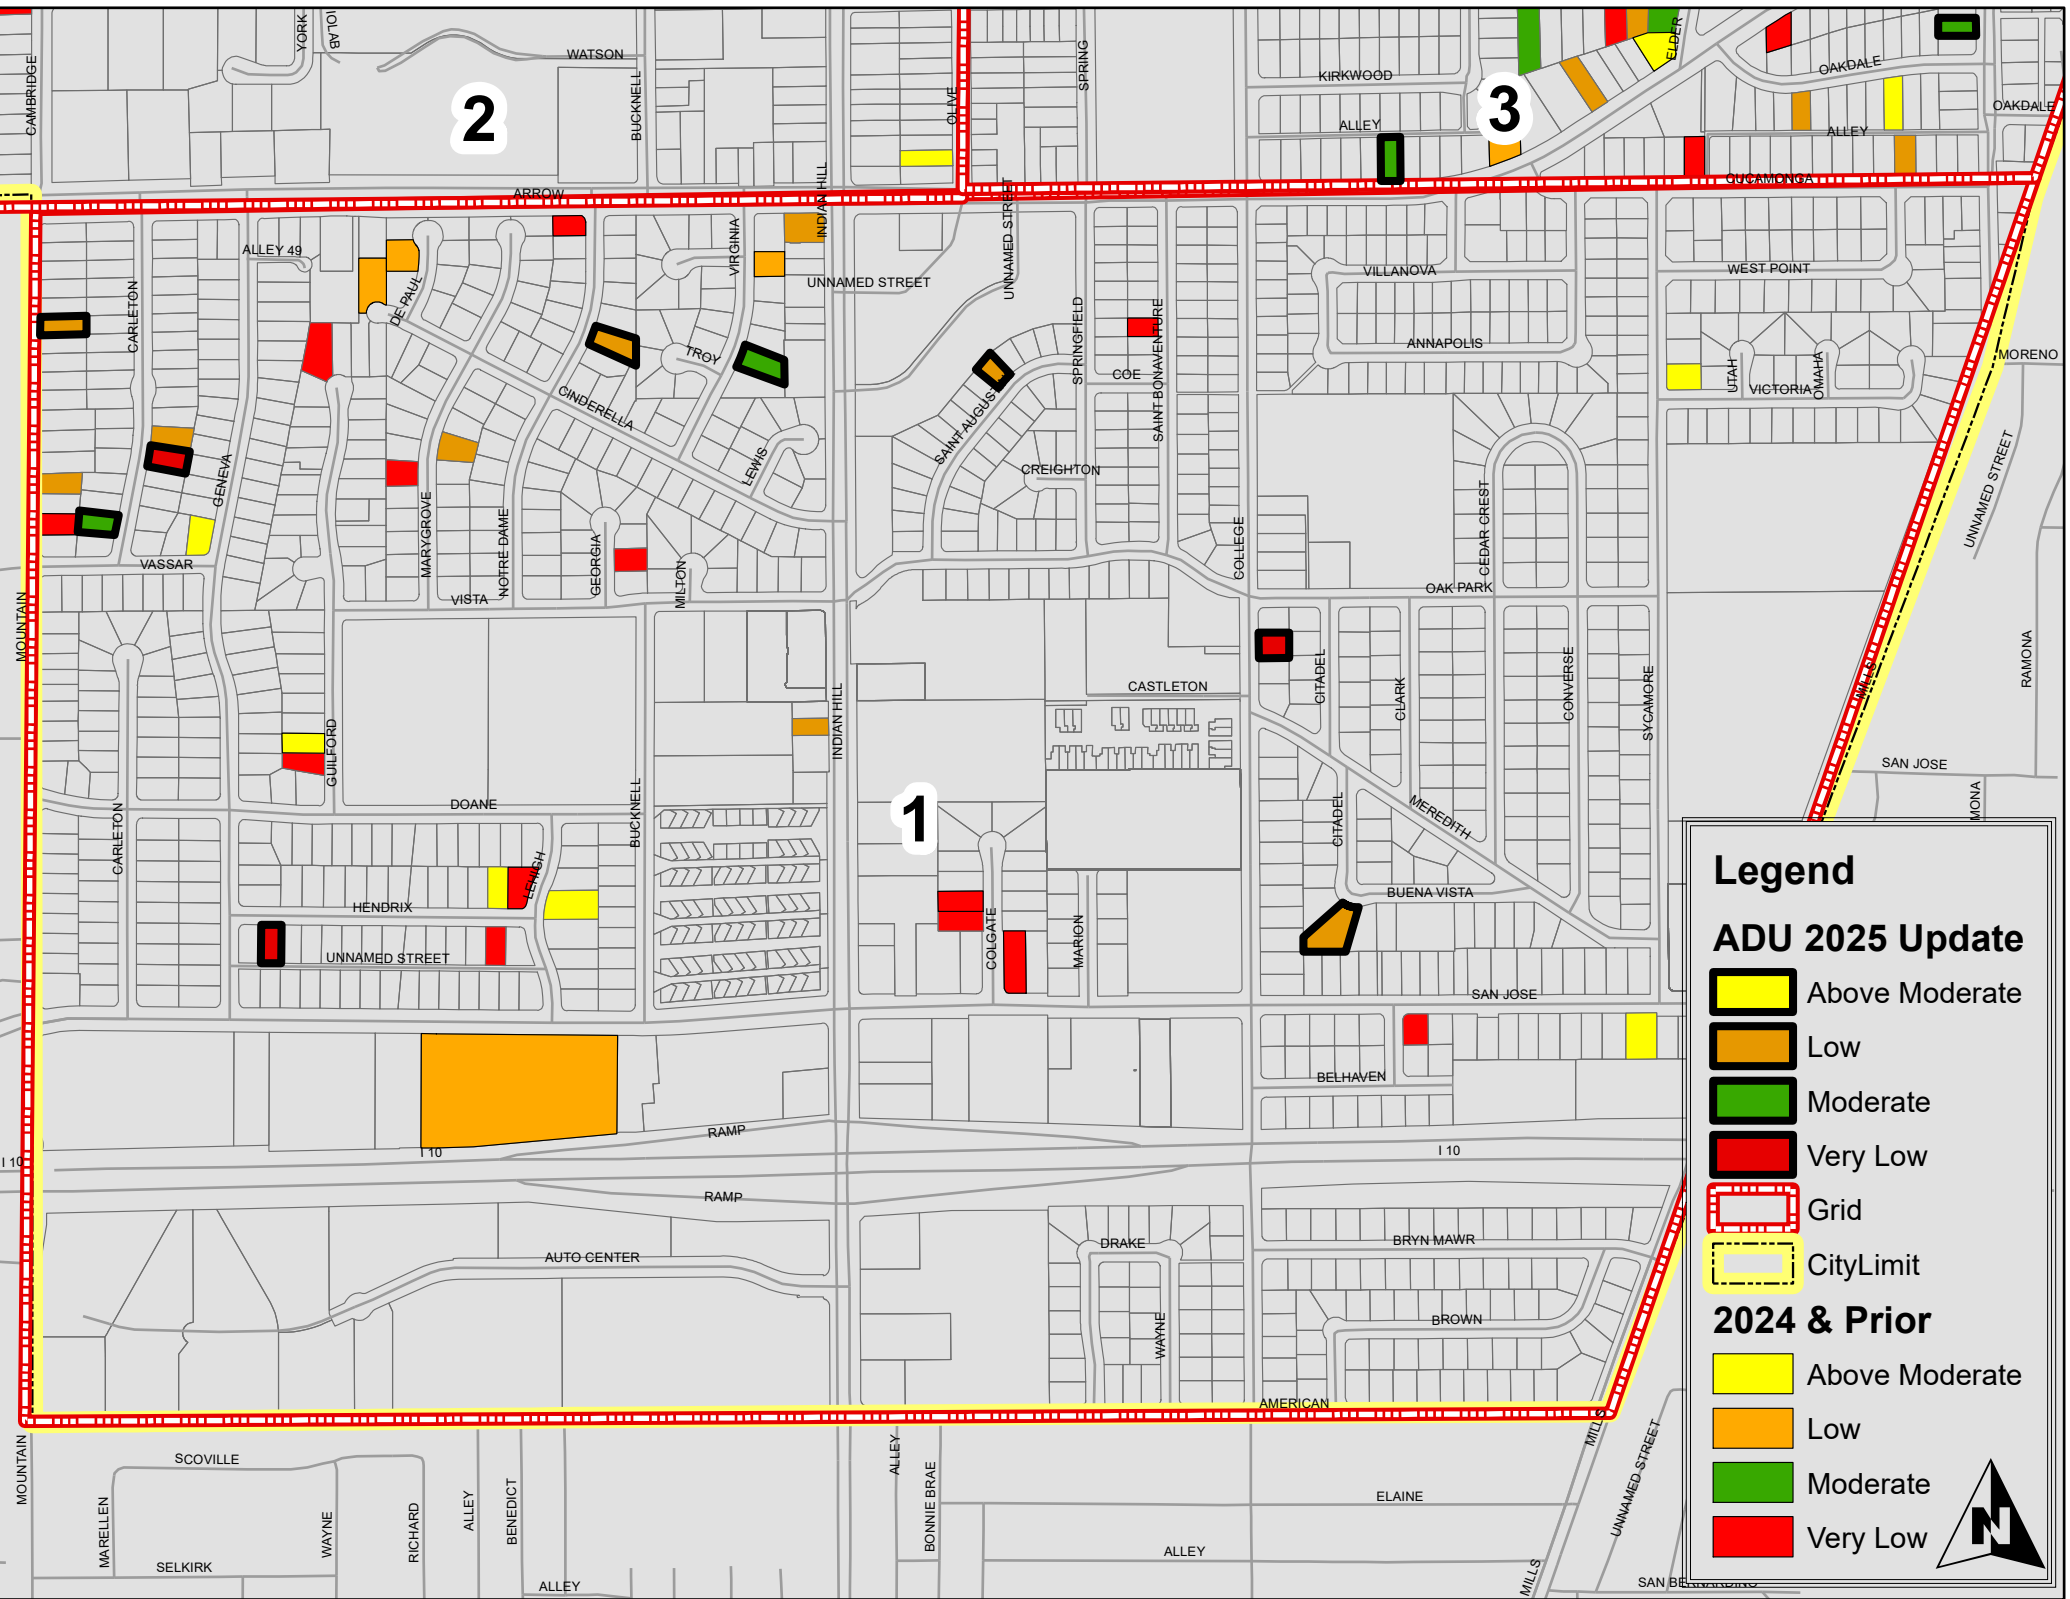 YORK
IOLAB
WATSON
CAMBRIDGE
BUCKNELL
2
OLIVE
SPRING
KIRKWOOD
ELDER
OAKDALE
OAKDALE
3
ALLEY
ALLEY
CUCAMONGA
ARROW
INDIAN HILL
UNNAMED STREET
ALLEY 49
VIRGINIA
UNNAMED STREET
VILLANOVA
WEST POINT
CARLETON
DE PAUL
TROY
SPRINGFIELD
SAINT BONAVENTURE
ANNAPOLIS
COE
UTAH
OMAHA
VICTORIA
MORENO
CINDERELLA
SAINT AUGUST
CREIGHTON
LEWIS
GENEVA
MARYGROVE
NOTRE DAME
GEORGIA
MILTON
COLLEGE
CEDAR CREST
UNNAMED STREET
VASSAR
VISTA
OAK PARK
MOUNTAIN
CITADEL
CLARK
CONVERSE
SYCAMORE
MILLS
RAMONA
CASTLETON
GUILFORD
INDIAN HILL
SAN JOSE
DOANE
BUCKNELL
CARLETON
1
CITADEL
MEREDITH
MONA
LEHIGH
HENDRIX
BUENA VISTA
COLGATE
MARION
UNNAMED STREET
SAN JOSE
BELHAVEN
RAMP
I 10
I 10
I 10
RAMP
AUTO CENTER
DRAKE
BRYN MAWR
WAYNE
BROWN
AMERICAN
MOUNTAIN
SCOVILLE
MARELLEN
WAYNE
RICHARD
ALLEY
BENEDICT
ALLEY
BONNIE BRAE
ELAINE
MILLS
UNNAMED STREET
SELKIRK
ALLEY
ALLEY
MILLS
SAN BERNARDINO
Legend
ADU 2025 Update
Above Moderate
Low
Moderate
Very Low
Grid
CityLimit
2024 & Prior
Above Moderate
Low
Moderate
Very Low
N